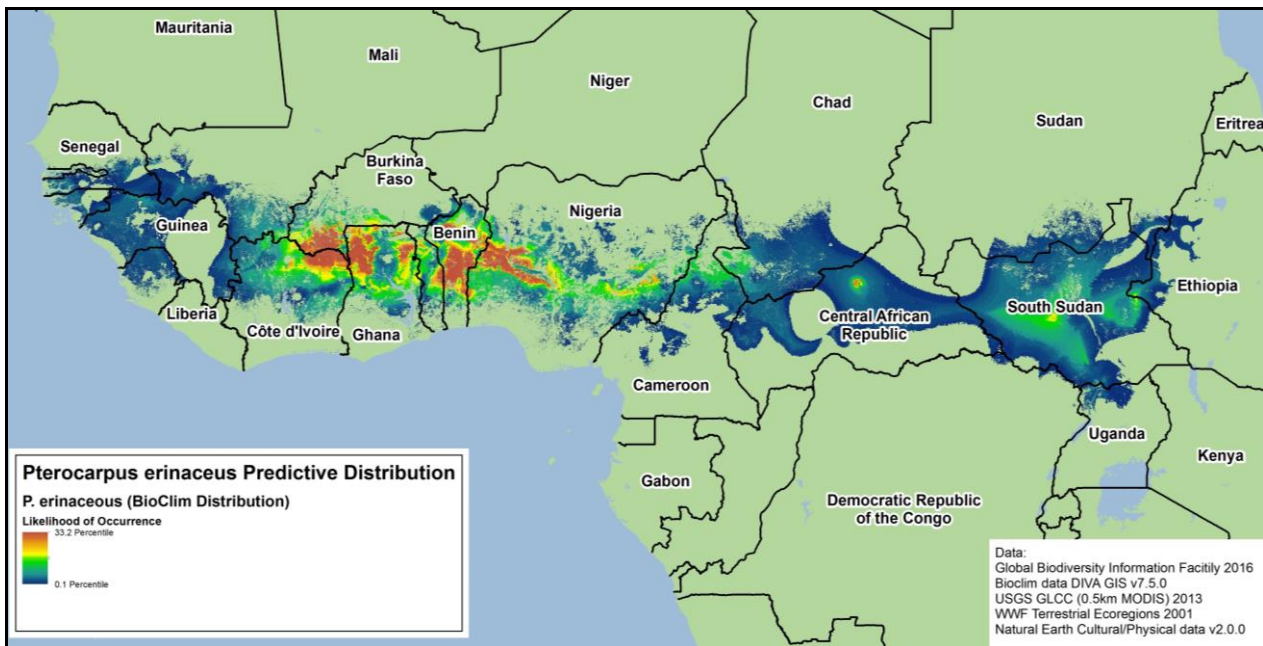 Mauritania
Mali
Niger
Chad
Sudan
Eritrea
Senegal
Burkina
Faso
Nigeria
Benin
Guinea
Ethiopia
South Sudan
Liberia
Côte d'Ivoire
Ghana
Central African
Republic
Cameroon
Uganda
Kenya
Gabon
Democratic Republic
of the Congo
Pterocarpus erinaceus Predictive Distribution
P. erinaceous (BioClim Distribution)
Likelihood of Occurrence
33.2 Percentile
0.1 Percentile
Data:
Global Biodiversity Information Facitily 2016
Bioclim data DIVA GIS v7.5.0
USGS GLCC (0.5km MODIS) 2013
WWF Terrestrial Ecoregions 2001
Natural Earth Cultural/Physical data v2.0.0